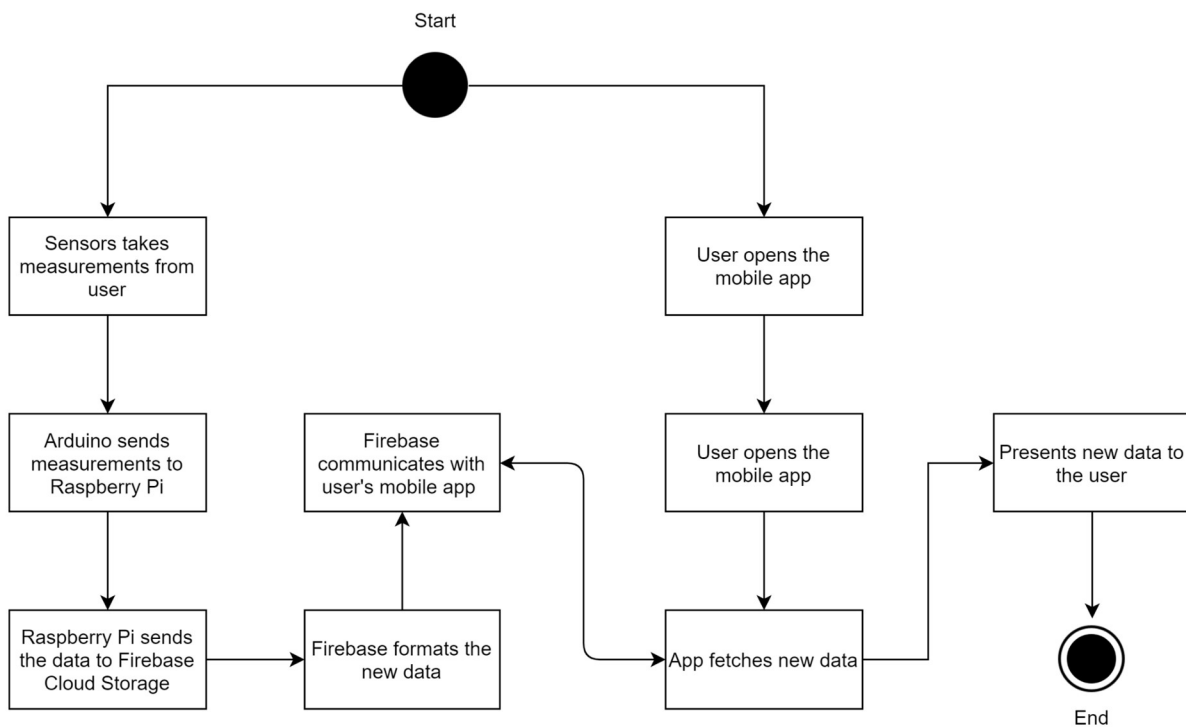 Start
Sensors takes
measurements from
user
User opens the
mobile app
Arduino sends
measurements to
Raspberry Pi
Firebase
communicates with
user's mobile app
User opens the
mobile app
Presents new data to
the user
Raspberry Pi sends
the data to Firebase
Cloud Storage
Firebase formats the
new data
App fetches new data
End